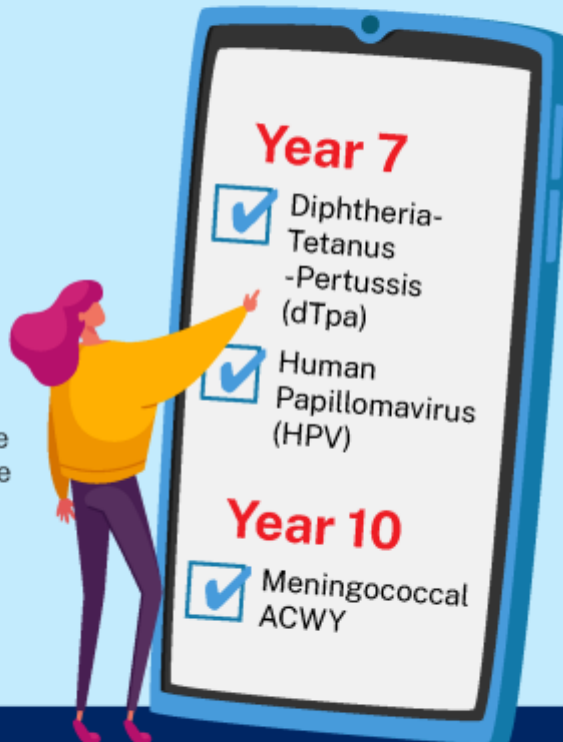 Year 7
Diphtheria-
Tetanus
-Pertussis
(dTpa)
Human
Papillomavirus
(HPV)
Year 10
Meningococcal
ACWY